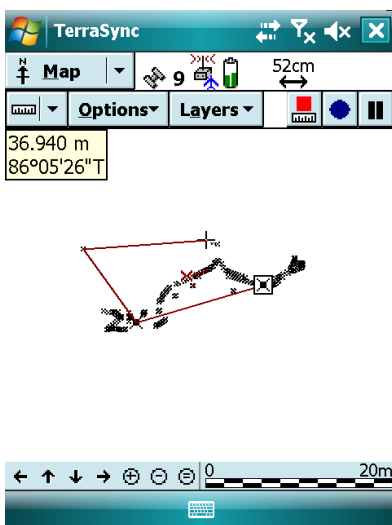 TerraSync
N
Map
9
52cm
Options
Layers
36.940 m
86°05'26"T
0
20m